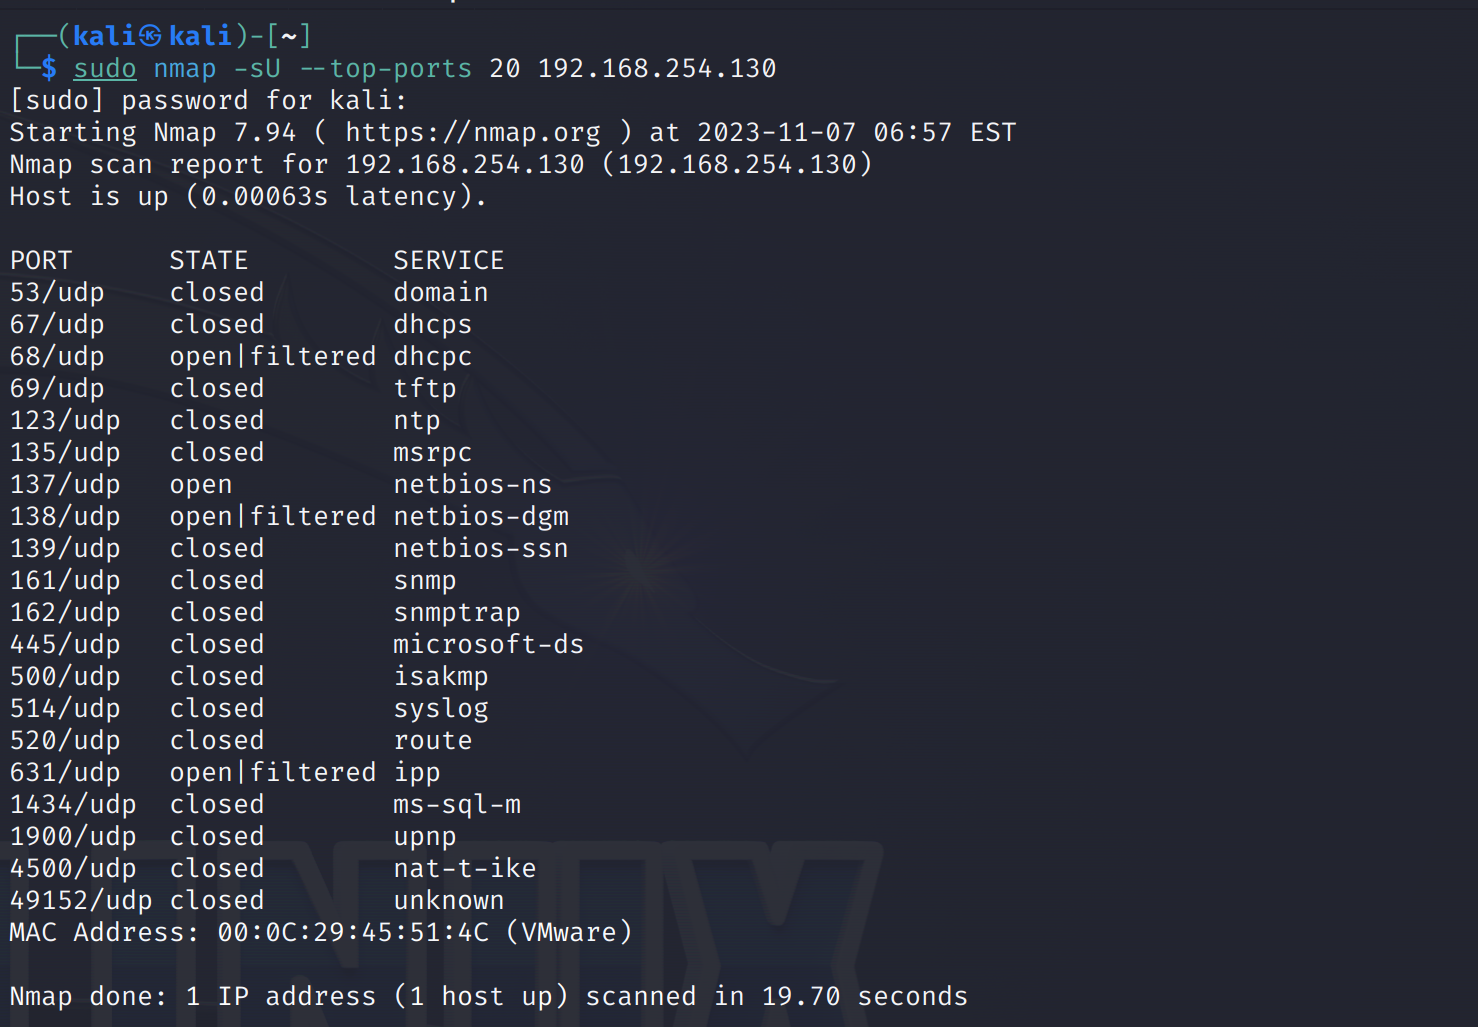 ┌──(kali㉿kali)-[~]
└─$ sudo nmap -sU --top-ports 20 192.168.254.130
[sudo] password for kali:
Starting Nmap 7.94 ( https://nmap.org ) at 2023-11-07 06:57 EST
Nmap scan report for 192.168.254.130 (192.168.254.130)
Host is up (0.00063s latency).

PORT      STATE         SERVICE
53/udp    closed        domain
67/udp    closed        dhcps
68/udp    open|filtered dhcpc
69/udp    closed        tftp
123/udp   closed        ntp
135/udp   closed        msrpc
137/udp   open          netbios-ns
138/udp   open|filtered netbios-dgm
139/udp   closed        netbios-ssn
161/udp   closed        snmp
162/udp   closed        snmptrap
445/udp   closed        microsoft-ds
500/udp   closed        isakmp
514/udp   closed        syslog
520/udp   closed        route
631/udp   open|filtered ipp
1434/udp  closed        ms-sql-m
1900/udp  closed        upnp
4500/udp  closed        nat-t-ike
49152/udp closed        unknown
MAC Address: 00:0C:29:45:51:4C (VMware)

Nmap done: 1 IP address (1 host up) scanned in 19.70 seconds